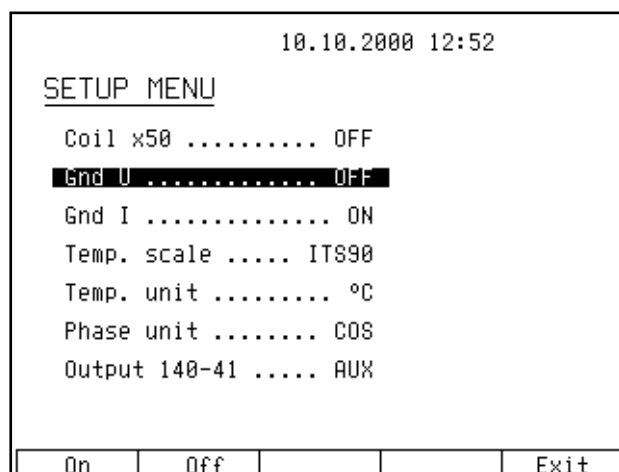 10.10.2000 12:52
SETUP MENU
Coil x50 .......... OFF
Gnd U .............. OFF
Gnd I .............. ON
Temp. scale ..... ITS90
Temp. unit ......... ºC
Phase unit ........ COS
Output 140-41 ..... AUX
On Off Exit